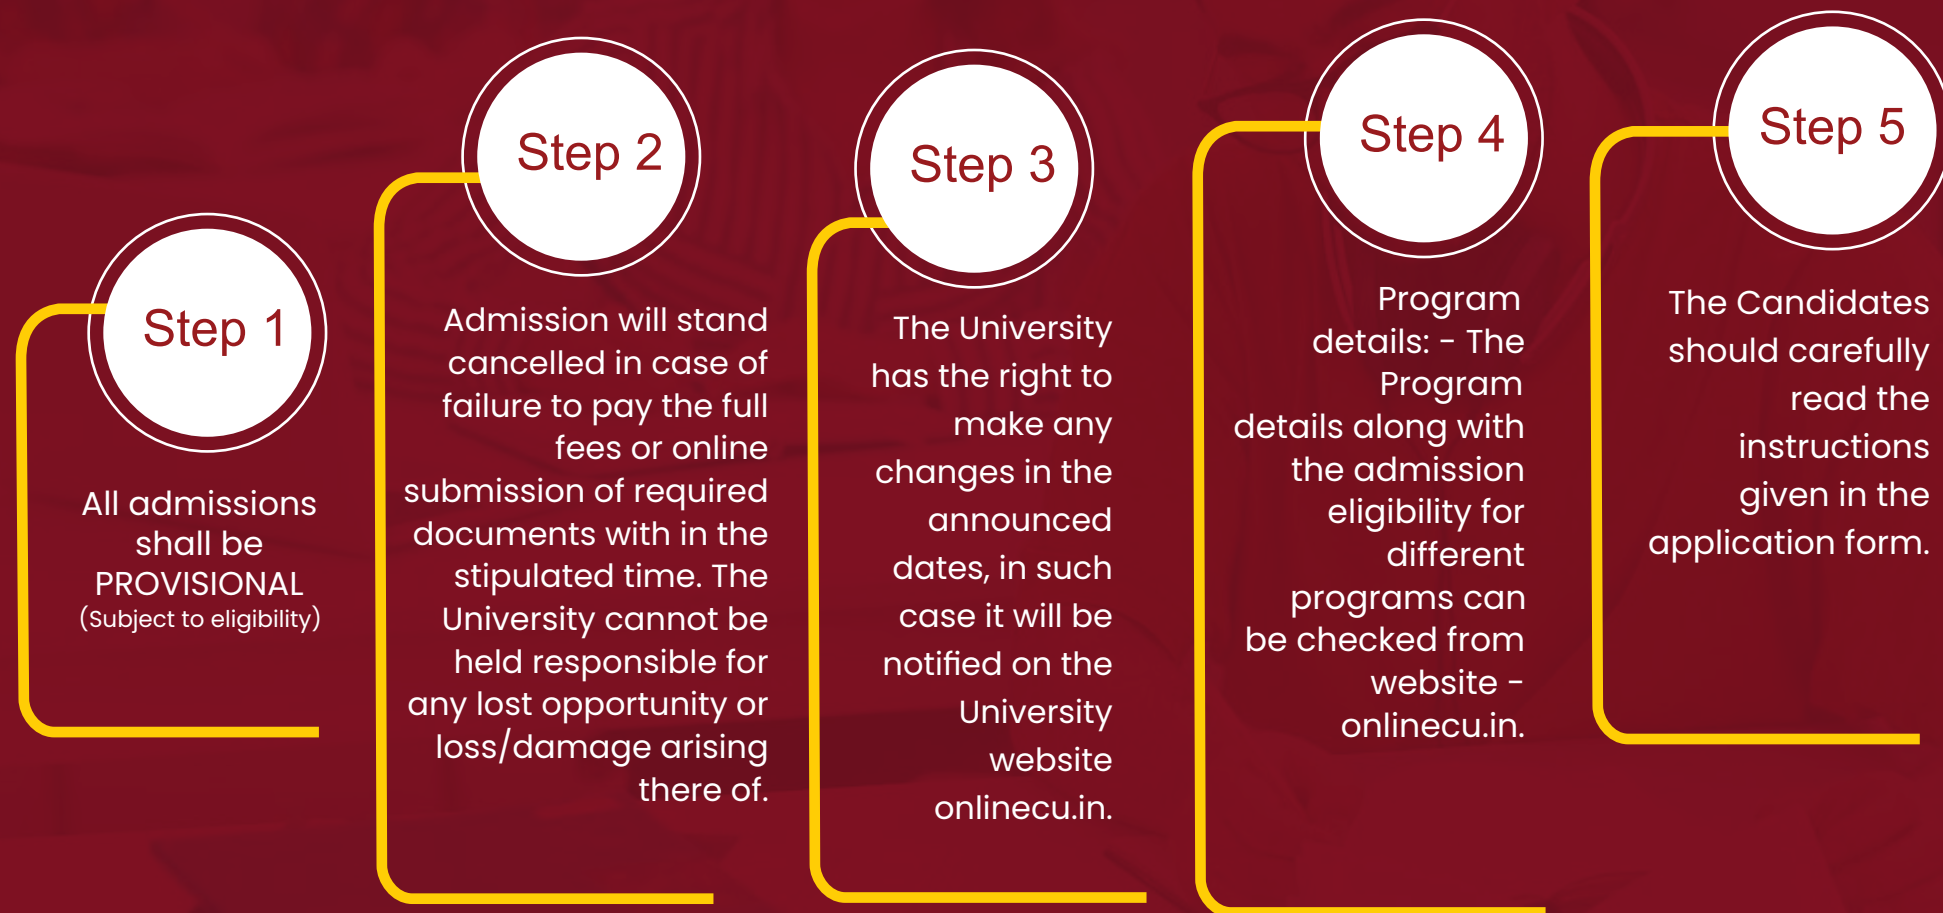 Step 1
All admissions
shall be
PROVISIONAL
(Subject to eligibility)
Step 2
Admission will stand
cancelled in case of
failure to pay the full
fees or online
submission of required
documents with in the
stipulated time. The
University cannot be
held responsible for
any lost opportunity or
loss/damage arising
there of.
Step 3
The University
has the right to
make any
changes in the
announced
dates, in such
case it will be
notified on the
University
website
onlinecu.in.
Step 4
Program
details: - The
Program
details along with
the admission
eligibility for
different
programs can
be checked from
website -
onlinecu.in.
Step 5
The Candidates
should carefully
read the
instructions
given in the
application form.